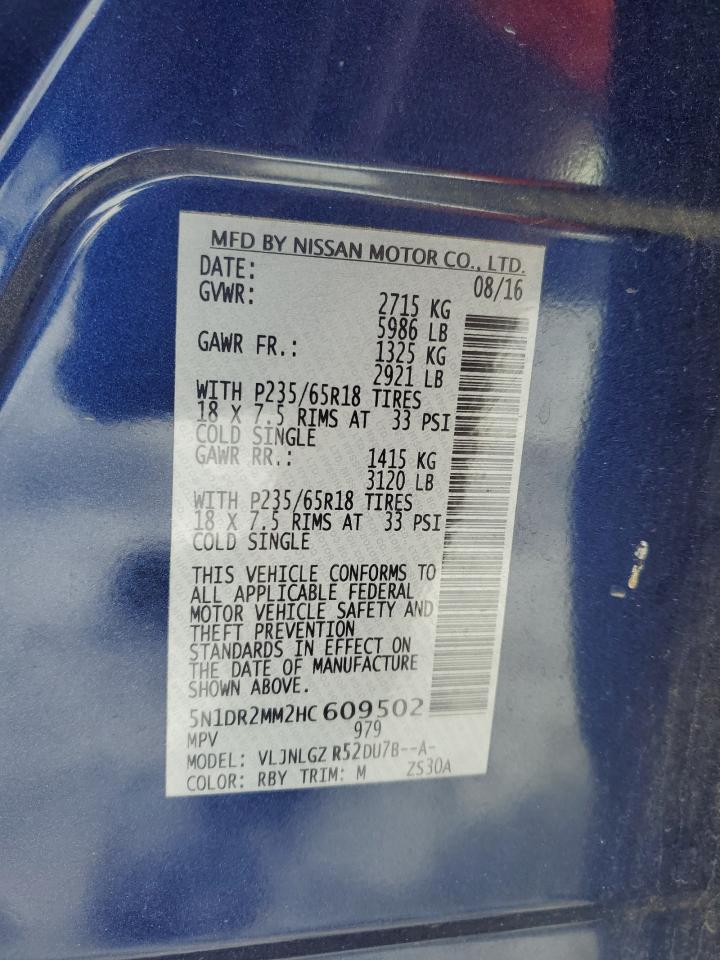 MFD BY NISSAN MOTOR CO., LTD.
DATE: 08/16
GVWR: 2715 KG
5986 LB
GAWR FR.: 1325 KG
2921 LB
WITH P235/65R18 TIRES
18 X 7.5 RIMS AT 33 PSI
COLD SINGLE
GAWR RR.: 1415 KG
3120 LB
WITH P235/65R18 TIRES
18 X 7.5 RIMS AT 33 PSI
COLD SINGLE
THIS VEHICLE CONFORMS TO
ALL APPLICABLE FEDERAL
MOTOR VEHICLE SAFETY AND
THEFT PREVENTION
STANDARDS IN EFFECT ON
THE DATE OF MANUFACTURE
SHOWN ABOVE.
5N1DR2MM2HC 609502
MPV 979
MODEL: VLJNLGZ R52DU7B--A-
COLOR: RBY TRIM: M ZS30A